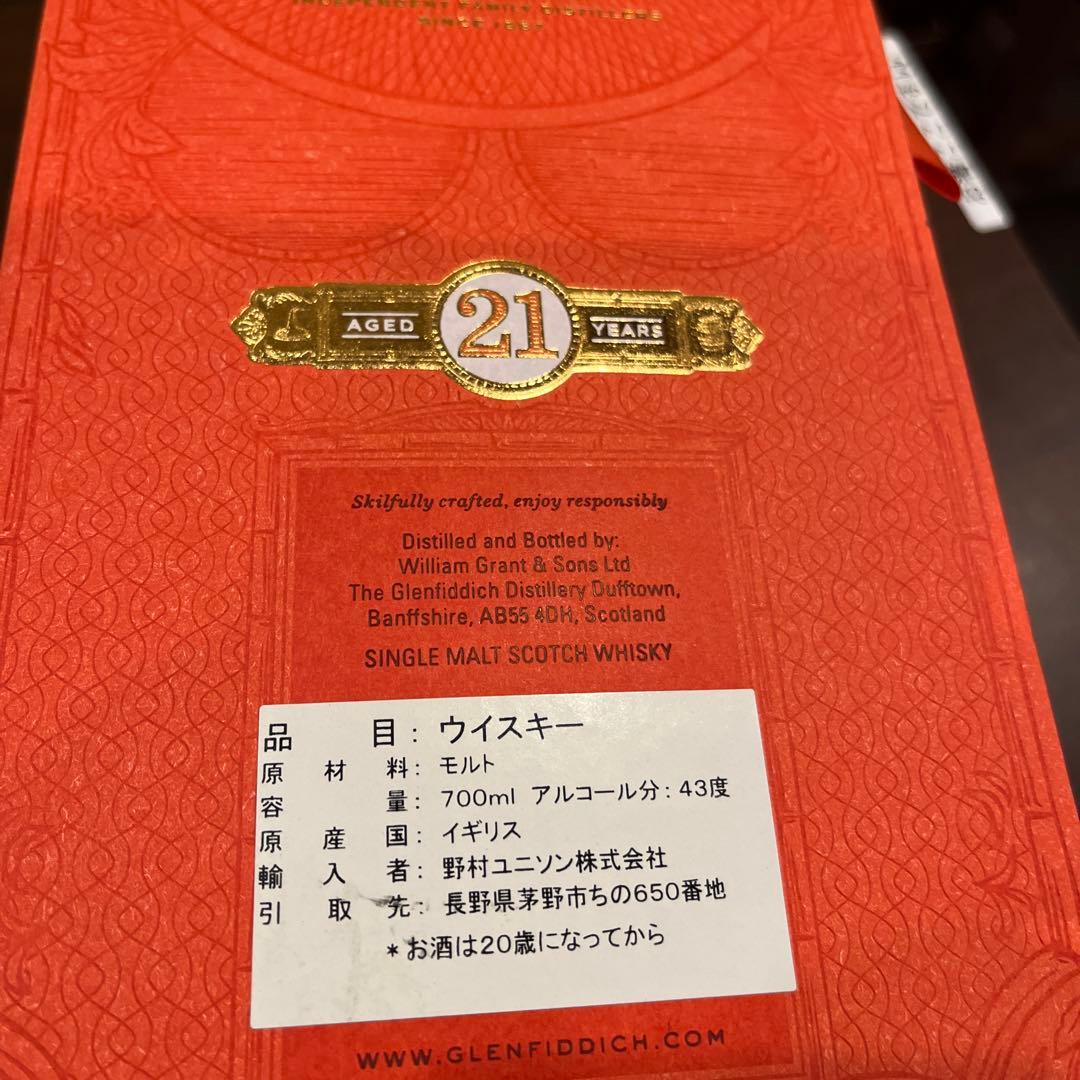 INDEPENDENT FAMILY DISTILLERS
SINCE 1887
AGED 21 YEARS
Skilfully crafted, enjoy responsibly
Distilled and Bottled by:
William Grant & Sons Ltd
The Glenfiddich Distillery Dufftown,
Banffshire, AB55 4DH, Scotland
SINGLE MALT SCOTCH WHISKY
品目: ウイスキー
原材料: モルト
容量: 700ml アルコール分: 43度
原産国: イギリス
輸入者: 野村ユニソン株式会社
引取先: 長野県茅野市ちの650番地
*お酒は20歳になってから
WWW.GLENFIDDICH.COM